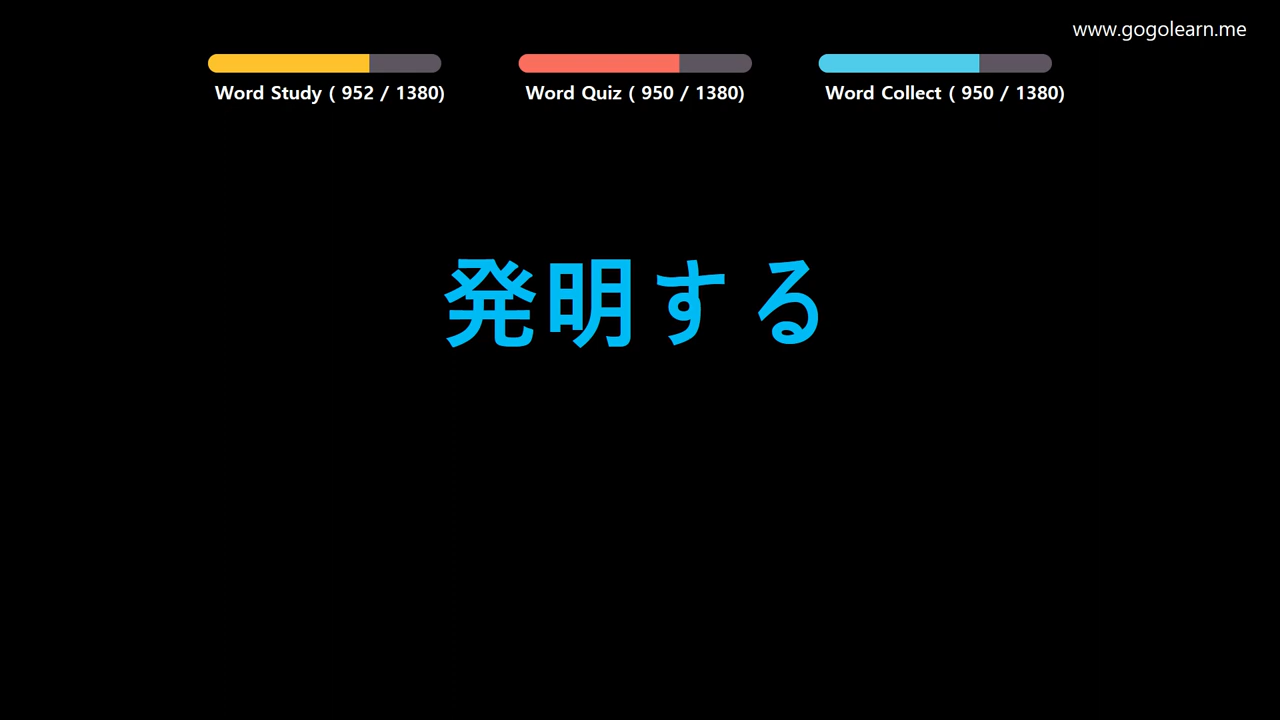 www.gogolearn.me
Word Study ( 952 / 1380)
Word Quiz ( 950 / 1380)
Word Collect ( 950 / 1380)
発明する